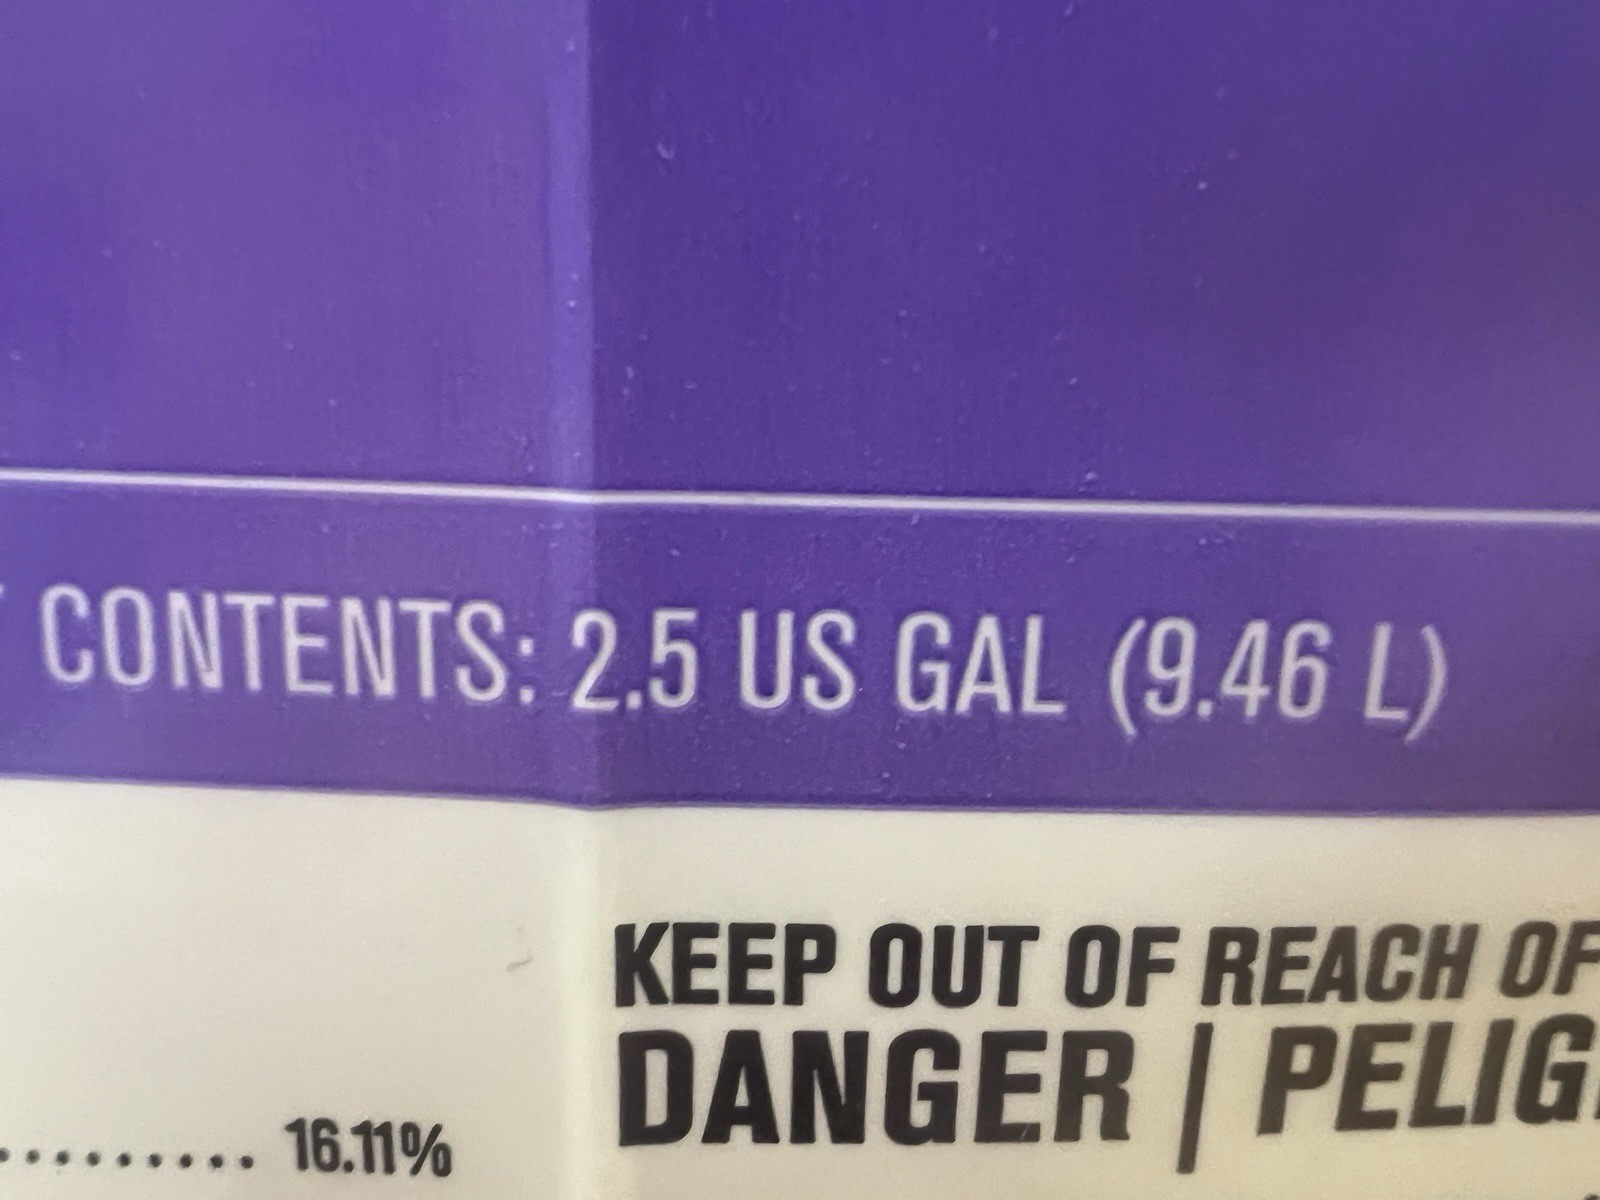 CONTENTS: 2.5 US GAL (9.46 L)
KEEP OUT OF REACH OF
DANGER | PELIG
......... 16.11%